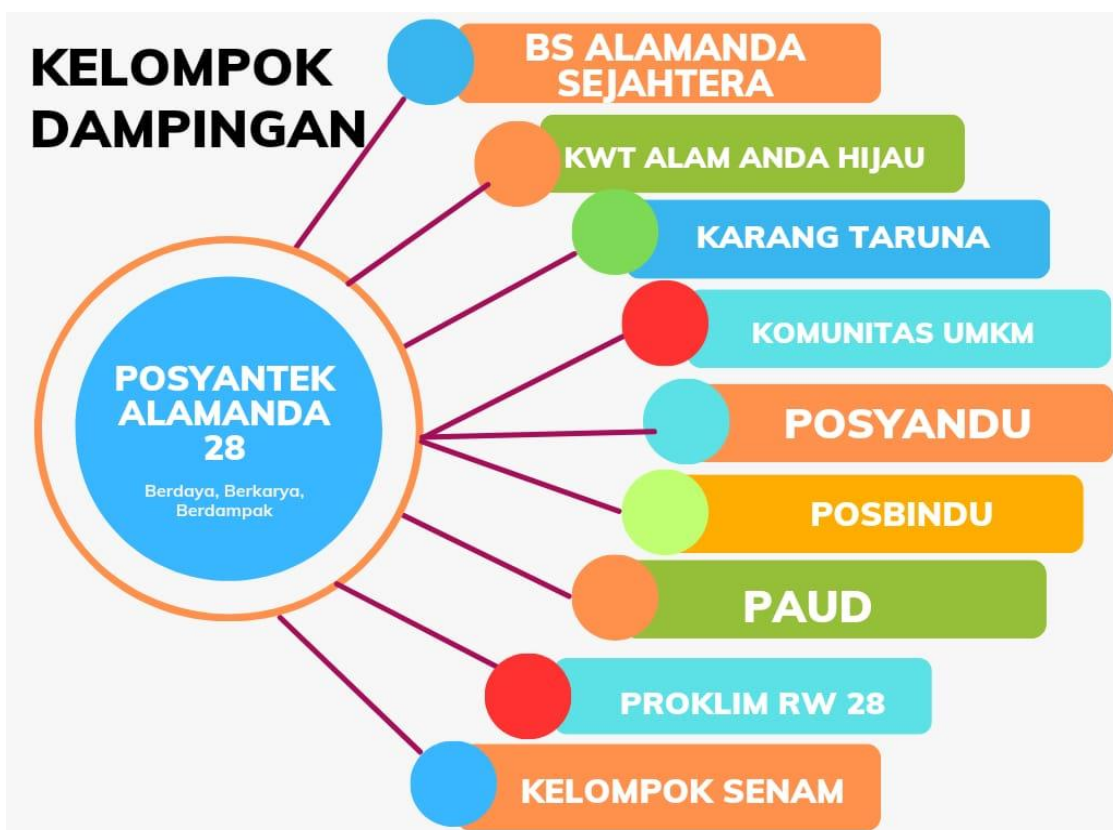 KELOMPOK
DAMPINGAN
BS ALAMANDA
SEJAHTERA
KWT ALAM ANDA HIJAU
KARANG TARUNA
KOMUNITAS UMKM
POSYANTEK
ALAMANDA
28
Berdaya, Berkarya,
Berdampak
POSYANDU
POSBINDU
PAUD
PROKLIM RW 28
KELOMPOK SENAM